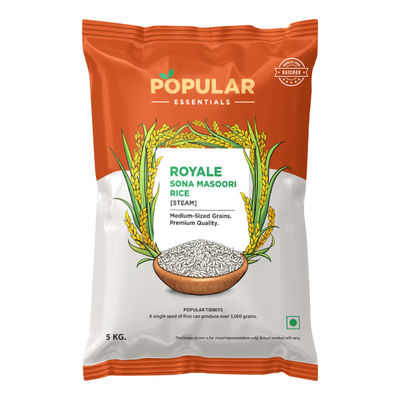 RAICHUR
POPULAR
ESSENTIALS
ROYALE
SONA MASOORI
RICE
[STEAM]
Medium-Sized Grains.
Premium Quality.
POPULAR TIDBITS
A single seed of Rice can produce over 3,000 grains.
5 KG.
The image shown is for visual representation only. Actual product will vary.